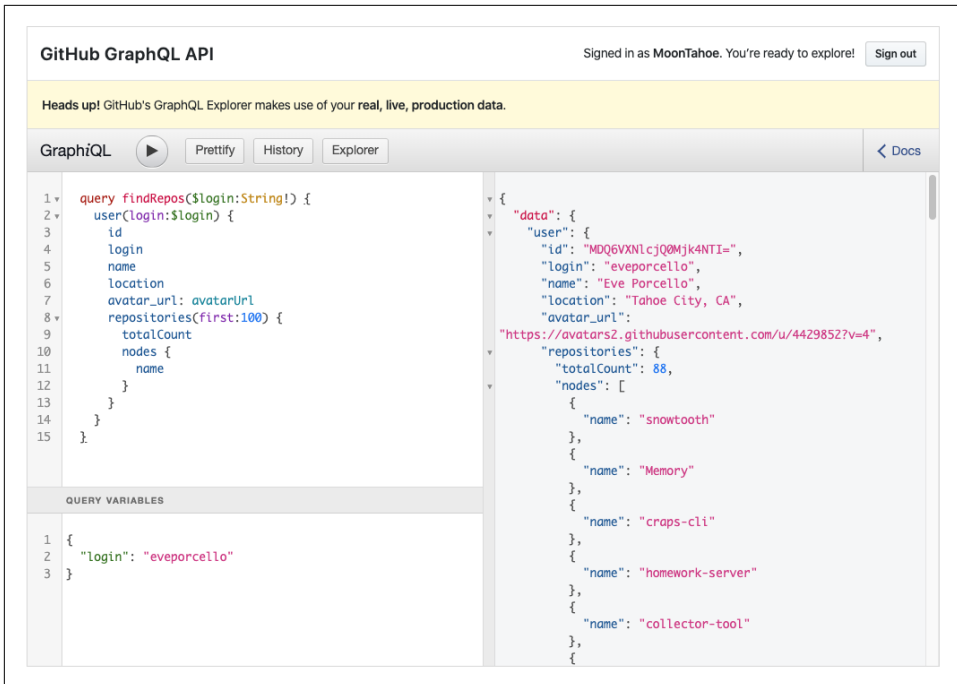 GitHub GraphQL API
Signed in as MoonTahoe. You're ready to explore!
Sign out
Heads up! GitHub's GraphQL Explorer makes use of your real, live, production data.
GraphiQL
Prettify
History
Explorer
Docs
1 query findRepos($login:String!) {
2 user(login:$login) {
3 id
4 login
5 name
6 location
7 avatar_url: avatarUrl
8 repositories(first:100) {
9 totalCount
10 nodes {
11 name
12 }
13 }
14 }
15 }
QUERY VARIABLES
1 {
2 "login": "eveporcello"
3 }
{
"data": {
"user": {
"id": "MDQ6VXNlcjQ0Mjk4NTI=",
"login": "eveporcello",
"name": "Eve Porcello",
"location": "Tahoe City, CA",
"avatar_url":
"https://avatars2.githubusercontent.com/u/4429852?v=4",
"repositories": {
"totalCount": 88,
"nodes": [
{
"name": "snowtooth"
},
{
"name": "Memory"
},
{
"name": "craps-cli"
},
{
"name": "homework-server"
},
{
"name": "collector-tool"
},
{